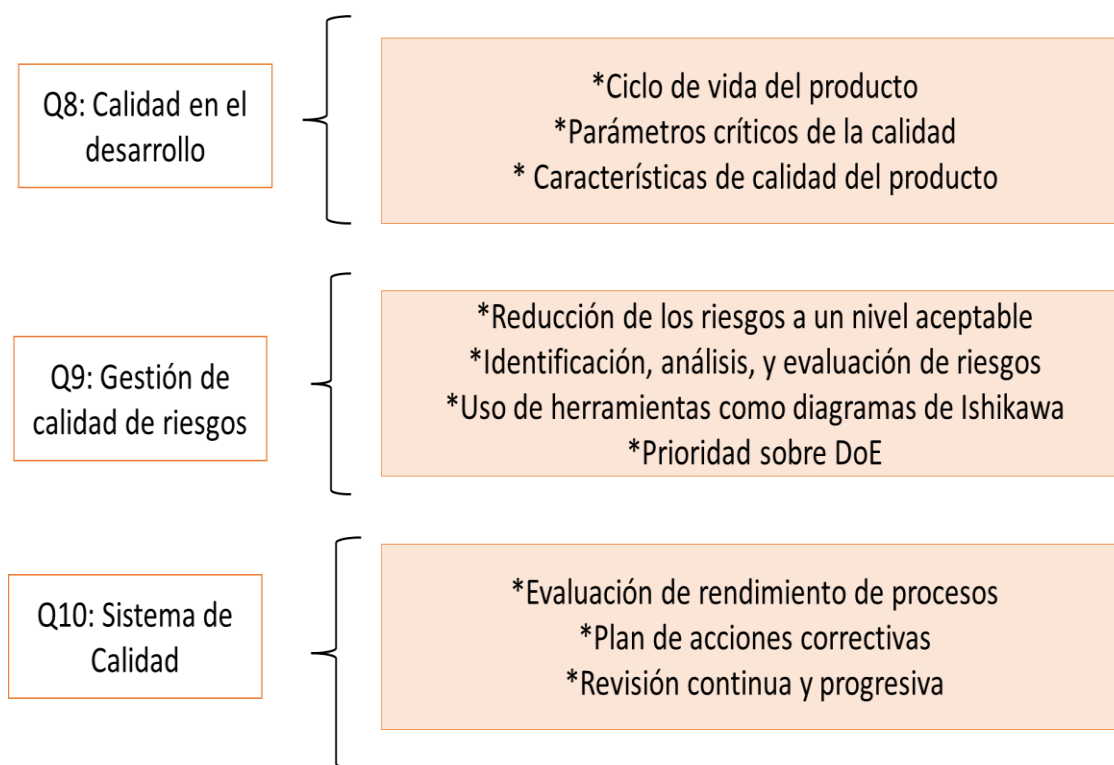 Q8: Calidad en el
desarrollo
*Ciclo de vida del producto
*Parámetros críticos de la calidad
* Características de calidad del producto
Q9: Gestión de
calidad de riesgos
*Reducción de los riesgos a un nivel aceptable
*Identificación, análisis, y evaluación de riesgos
*Uso de herramientas como diagramas de Ishikawa
*Prioridad sobre DoE
Q10: Sistema de
Calidad
*Evaluación de rendimiento de procesos
*Plan de acciones correctivas
*Revisión continua y progresiva